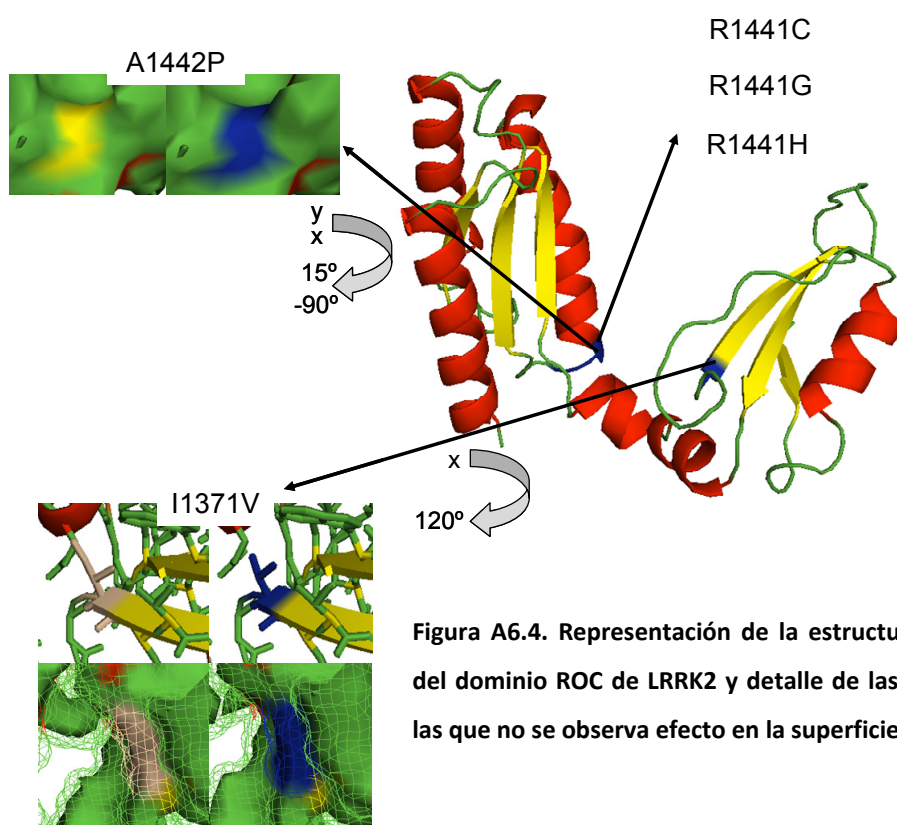 R1441C
A1442P
R1441G
R1441H
y
x
15º
-90º
x
I1371V
120º
Figura A6.4. Representación de la estructu
del dominio ROC de LRRK2 y detalle de las
las que no se observa efecto en la superficie